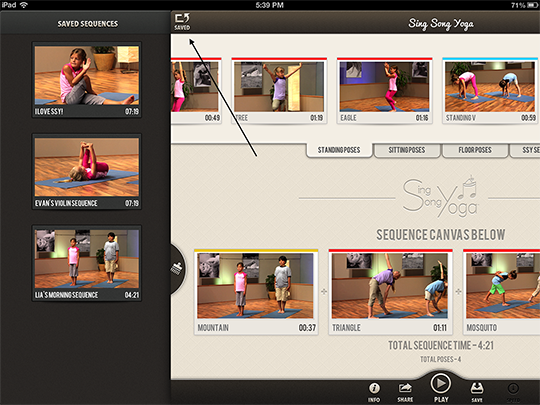 iPad
5:39 PM
71%
SAVED SEQUENCES
I LOVE SSY!
07:19
EVAN'S VIOLIN SEQUENCE
07:19
LIA'S MORNING SEQUENCE
04:21
SAVED
Sing Song Yoga
00:49
TREE
01:19
EAGLE
01:16
STANDING V
00:59
STANDING POSES
SITTING POSES
FLOOR POSES
SSY SE
Sing
Song
Yoga
SEQUENCE CANVAS BELOW
MOUNTAIN
00:37
TRIANGLE
01:11
MOSQUITO
TOTAL SEQUENCE TIME - 4:21
TOTAL POSES - 4
INFO
SHARE
PLAY
SAVE